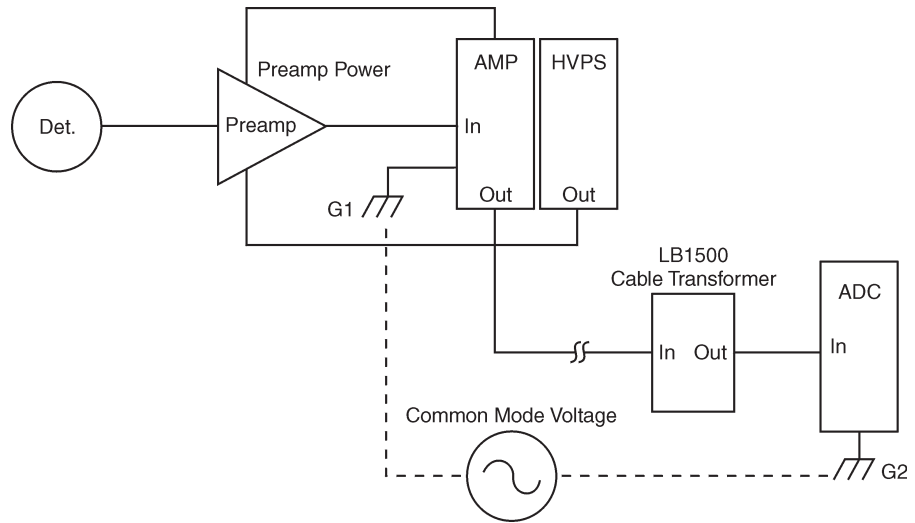 Preamp Power
AMP
HVPS
Det.
Preamp
In
G1
Out
Out
LB1500
Cable Transformer
ADC
In
Out
In
Common Mode Voltage
G2